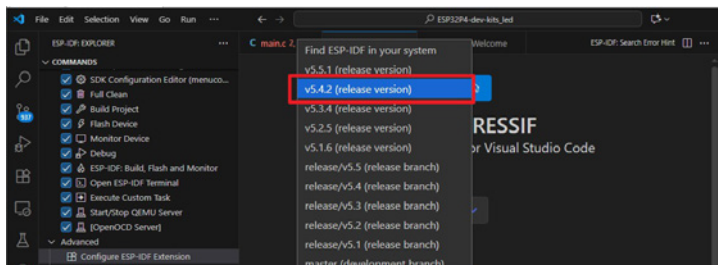 File Edit Selection View Go Run ...
ESP32P4-dev-kits_led
ESP-IDF: EXPLORER
COMMANDS
SDK Configuration Editor (menuco...
Full Clean
Build Project
Flash Device
Monitor Device
Debug
ESP-IDF: Build, Flash and Monitor
Open ESP-IDF Terminal
Execute Custom Task
Start/Stop QEMU Server
[OpenOCD Server]
Advanced
Configure ESP-IDF Extension
C main.c 2,
Welcome
ESP-IDF: Search Error Hint
Find ESP-IDF in your system
v5.5.1 (release version)
v5.4.2 (release version)
v5.3.4 (release version)
v5.2.5 (release version)
v5.1.6 (release version)
release/v5.5 (release branch)
release/v5.4 (release branch)
release/v5.3 (release branch)
release/v5.2 (release branch)
release/v5.1 (release branch)
master (development branch)
RESSIF
or Visual Studio Code